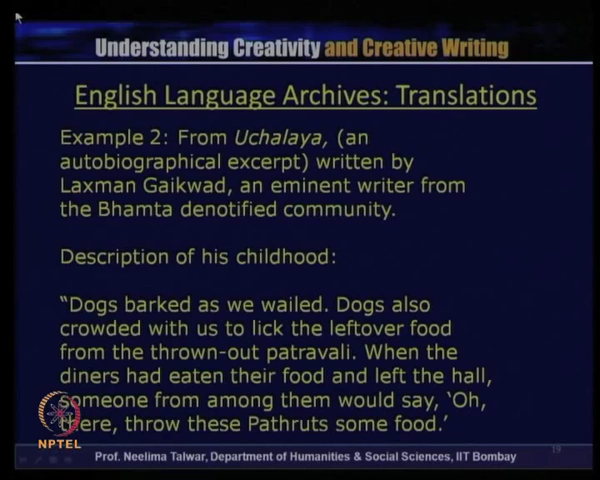 Understanding Creativity and Creative Writing
English Language Archives: Translations
Example 2: From Uchalaya, (an
autobiographical excerpt) written by
Laxman Gaikwad, an eminent writer from
the Bhamta denotified community.
Description of his childhood:
“Dogs barked as we wailed. Dogs also
crowded with us to lick the leftover food
from the thrown-out patravali. When the
diners had eaten their food and left the hall,
someone from among them would say, ‘Oh,
there, throw these Pathruts some food.’
NPTEL
19
Prof. Neelima Talwar, Department of Humanities & Social Sciences, IIT Bombay